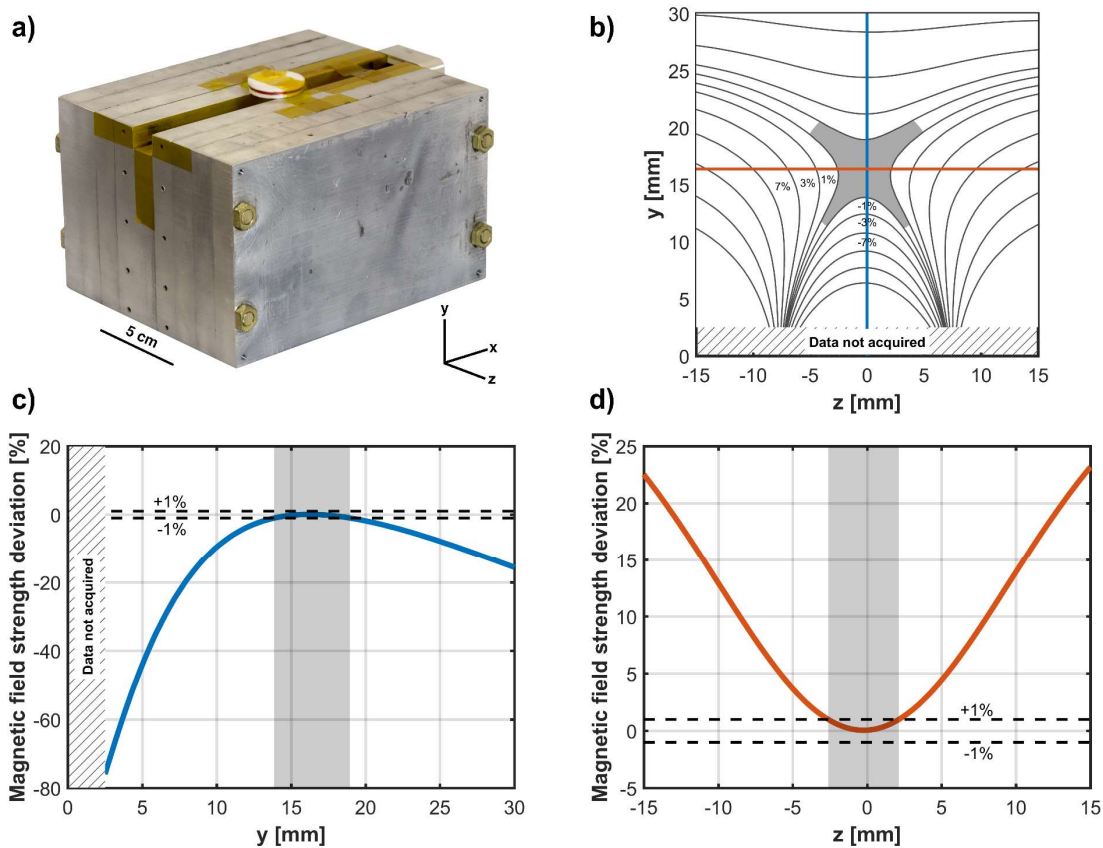 a)
5 cm
y
x
z
b)
30
25
20
15
10
5
0
y [mm]
7% 3% 1%
-1%
-3%
-7%
Data not acquired
-15 -10 -5 0 5 10 15
z [mm]
c)
20
0
-20
-40
-60
-80
Magnetic field strength deviation [%]
+1%
-1%
Data not acquired
0 5 10 15 20 25 30
y [mm]
d)
25
20
15
10
5
0
-5
Magnetic field strength deviation [%]
+1%
-1%
-15 -10 -5 0 5 10 15
z [mm]